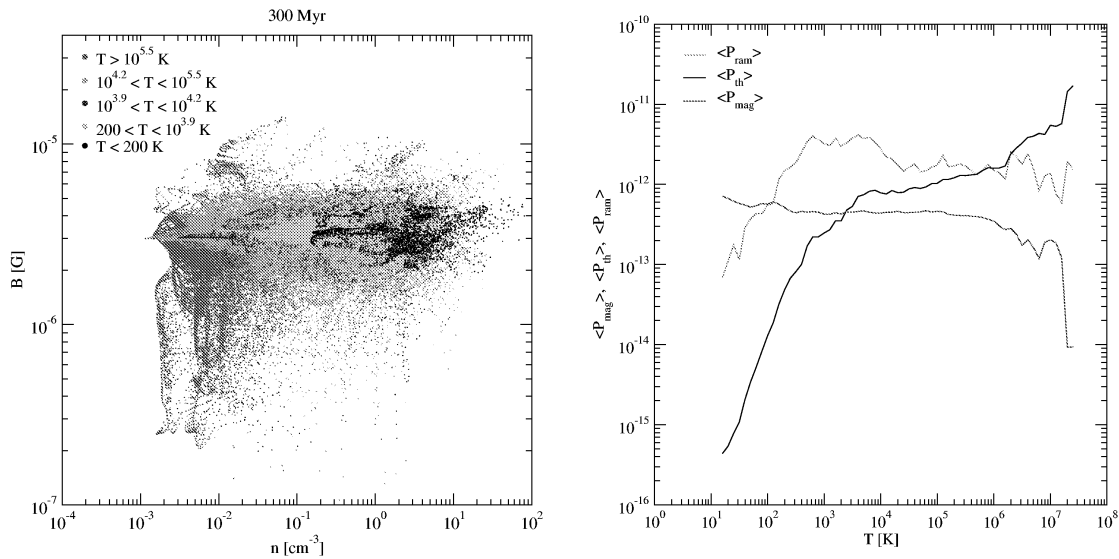 300 Myr
T > 10^5.5 K
10^4.2 < T < 10^5.5 K
10^3.9 < T < 10^4.2 K
200 < T < 10^3.9 K
T < 200 K
10^-5
10^-6
10^-7
B [G]
10^-4 10^-3 10^-2 10^-1 10^0 10^1 10^2
n [cm^-3]
<P_ram>
<P_th>
<P_mag>
10^-10
10^-11
10^-12
10^-13
10^-14
10^-15
10^-16
<P_mag>, <P_th>, <P_ram>
10^0 10^1 10^2 10^3 10^4 10^5 10^6 10^7 10^8
T [K]